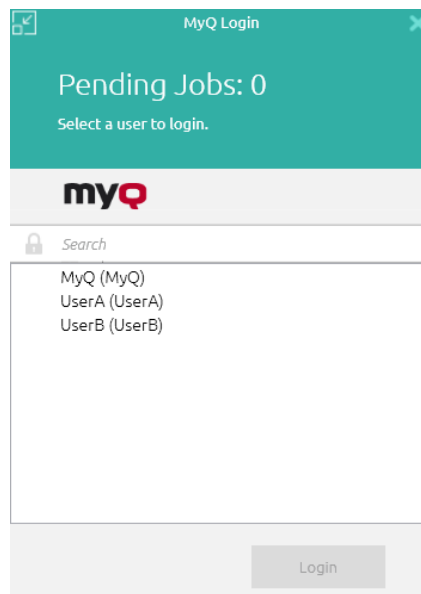 MyQ Login
Pending Jobs: 0
Select a user to login.
myQ
Search
MyQ (MyQ)
UserA (UserA)
UserB (UserB)
Login